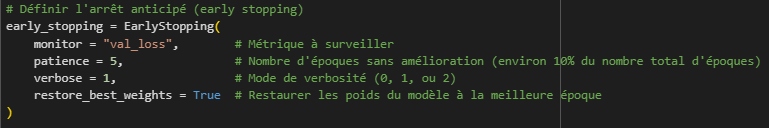 # Définir l'arrêt anticipé (early stopping)
early_stopping = EarlyStopping(
    monitor = "val_loss",        # Métrique à surveiller
    patience = 5,                # Nombre d'époques sans amélioration (environ 10% du nombre total d'époques)
    verbose = 1,                 # Mode de verbosité (0, 1, ou 2)
    restore_best_weights = True  # Restaurer les poids du modèle à la meilleure époque
)